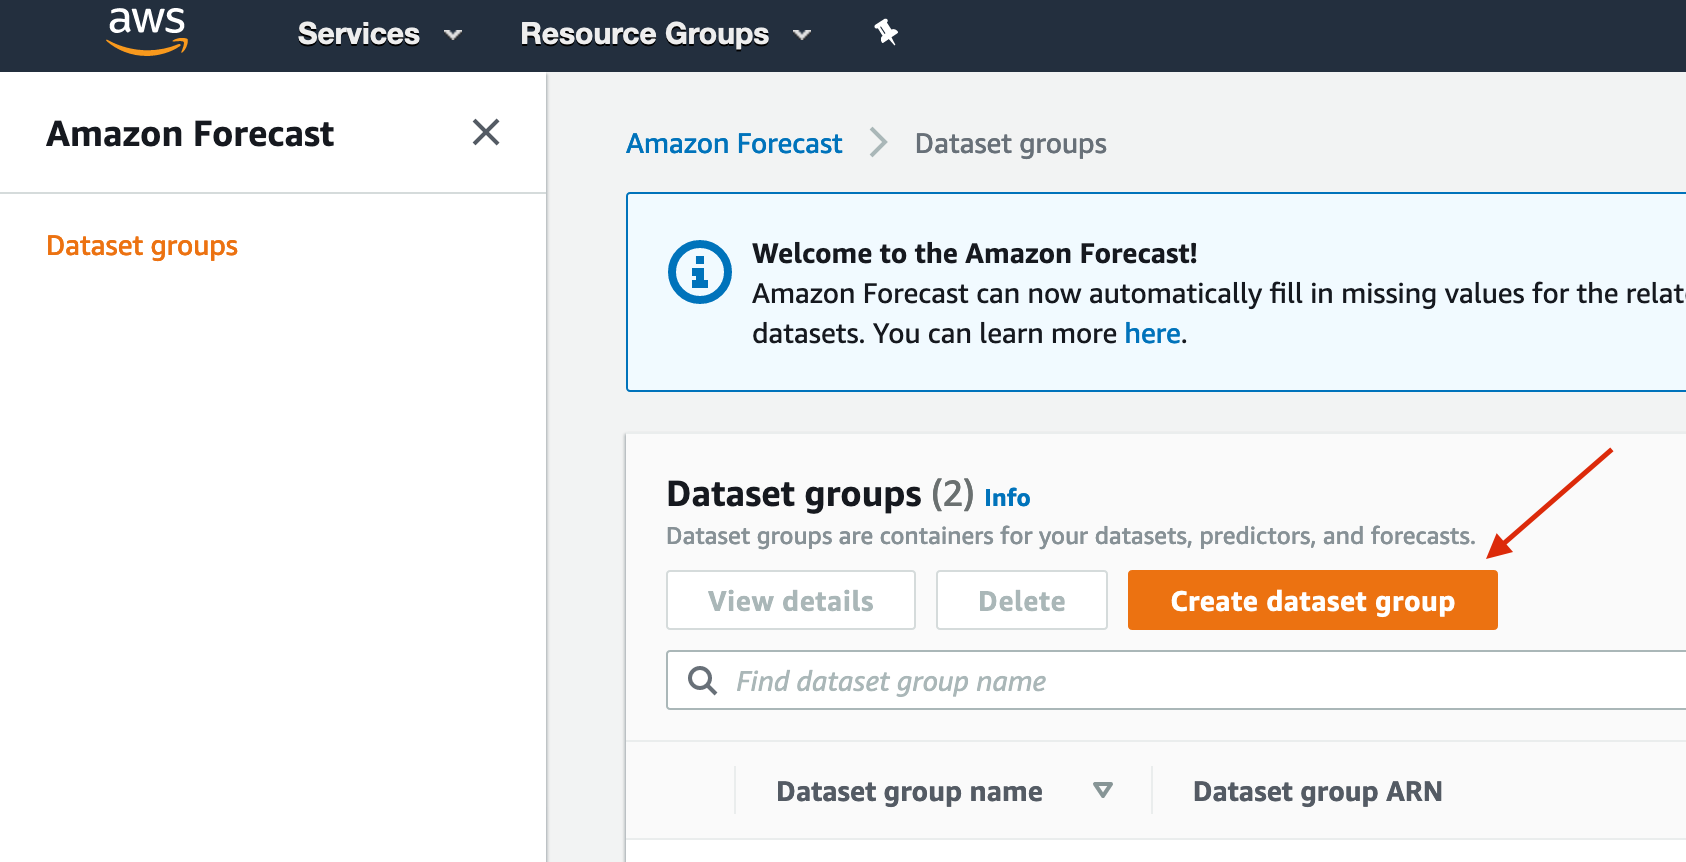 aws
Services
Resource Groups
Amazon Forecast
Dataset groups
Amazon Forecast
Dataset groups
Welcome to the Amazon Forecast!
Amazon Forecast can now automatically fill in missing values for the
datasets. You can learn more here.
Dataset groups (2) Info
Dataset groups are containers for your datasets, predictors, and forecasts.
View details
Delete
Create dataset group
Find dataset group name
Dataset group name
Dataset group ARN